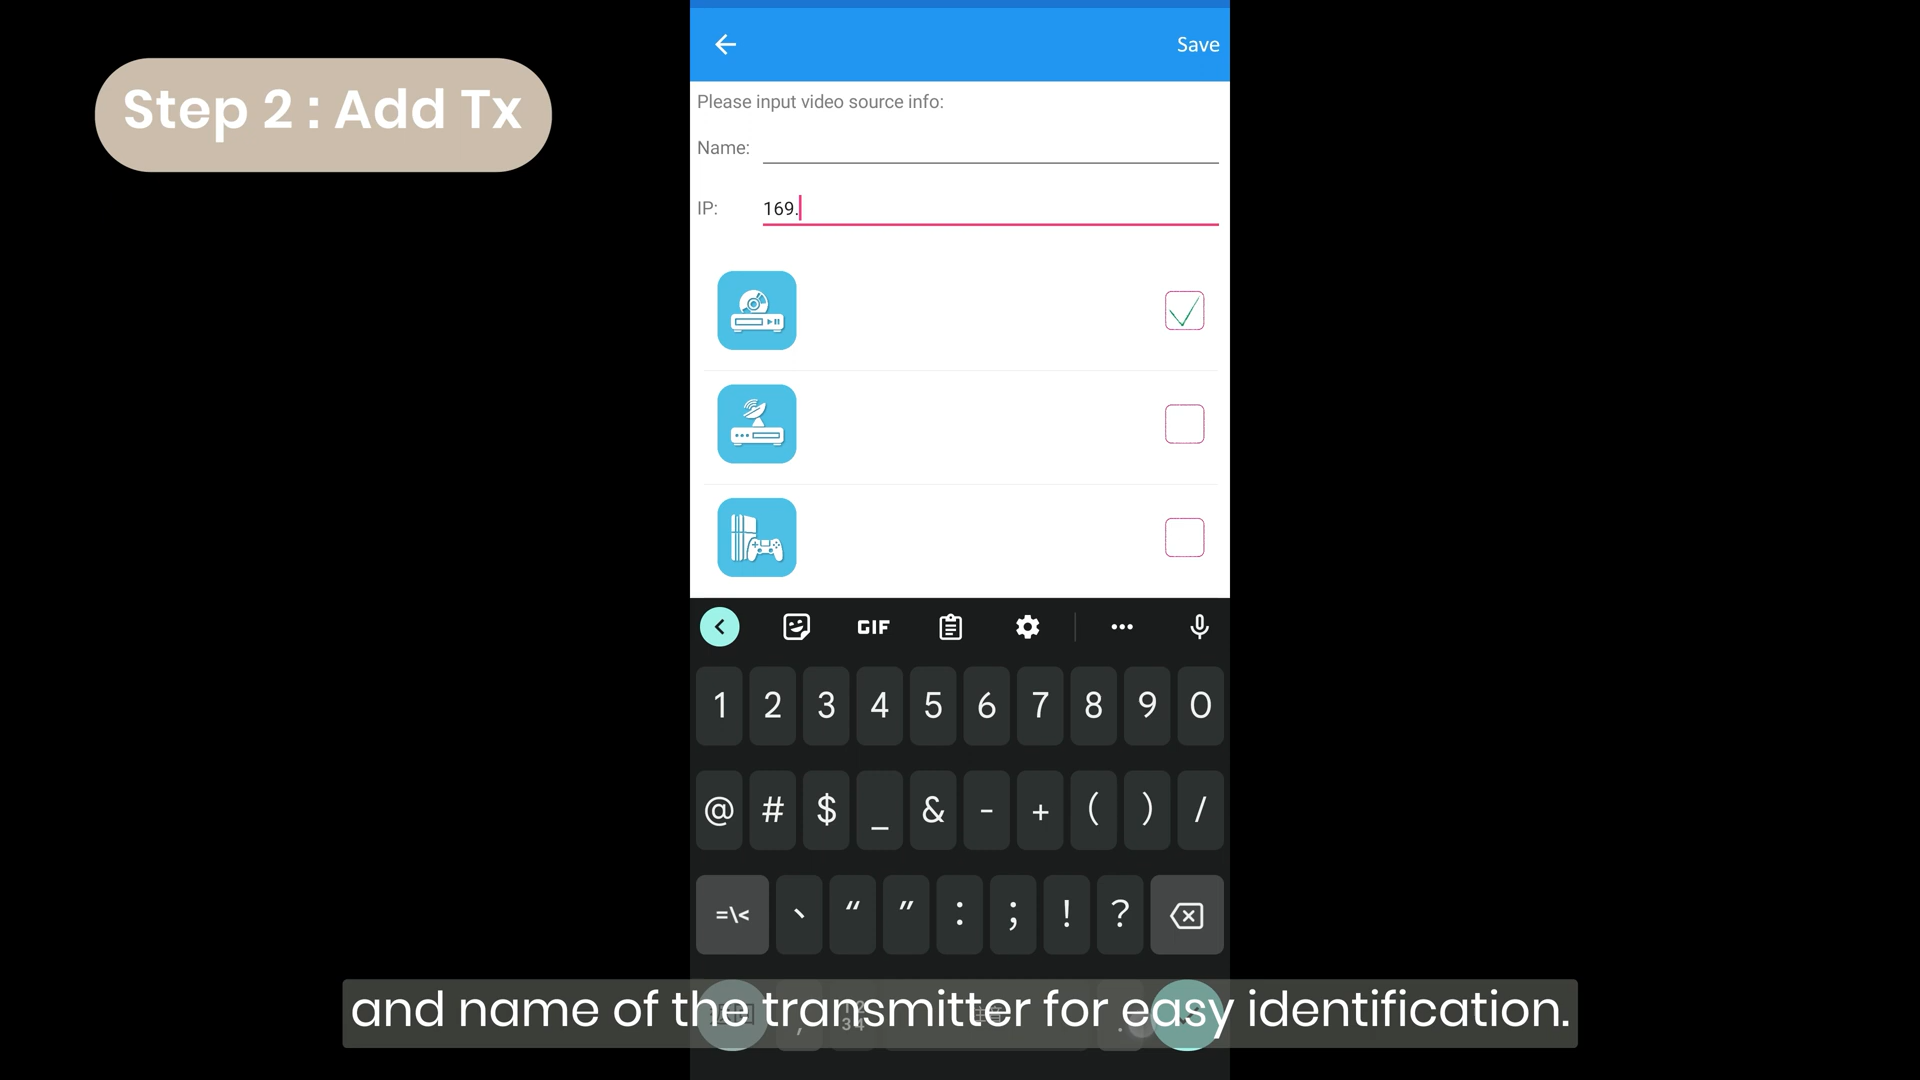 Step 2 : Add Tx
Save
Please input video source info:
Name:
IP: 169.
GIF
1 2 3 4 5 6 7 8 9 0
@ # $ _ & - + ( ) /
=\< 、 “ ” : ; ! ? 
and name of the transmitter for easy identification.